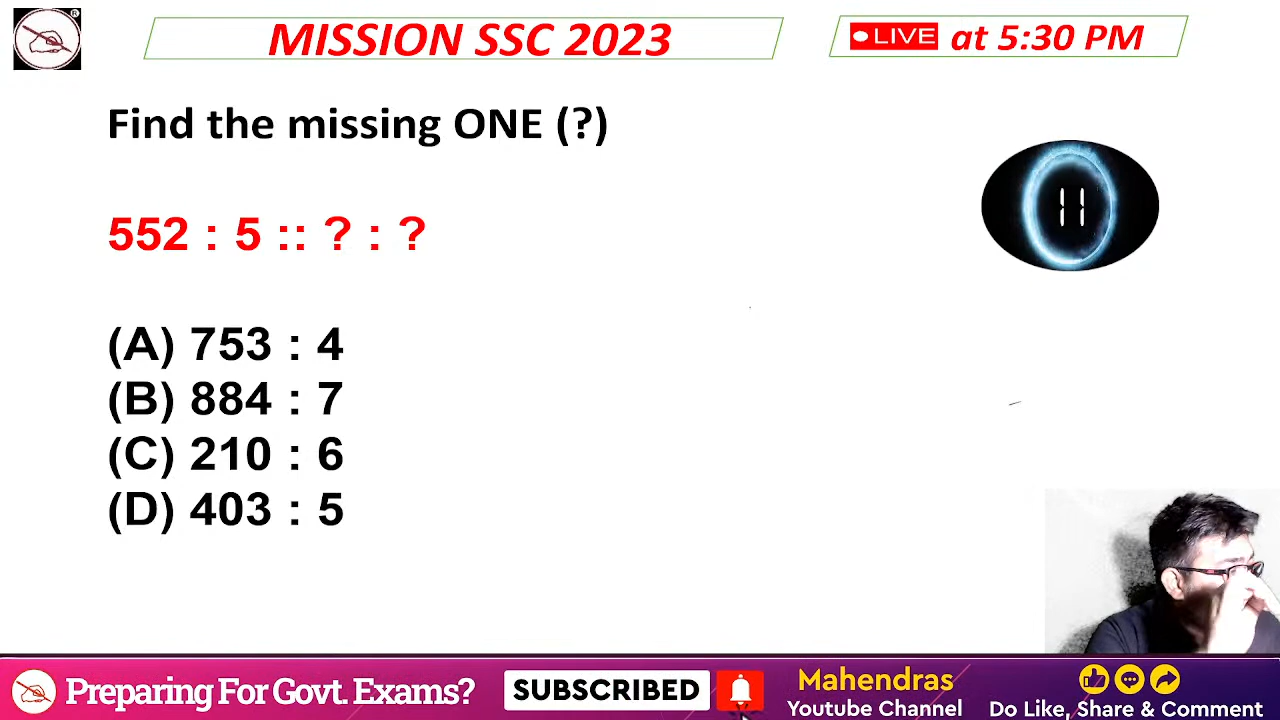 ®
MISSION SSC 2023
LIVE at 5:30 PM
Find the missing ONE (?)
11
552 : 5 :: ? : ?
(A) 753 : 4
(B) 884 : 7
(C) 210 : 6
(D) 403 : 5
Preparing For Govt. Exams?
SUBSCRIBED
Mahendras
Youtube Channel
Do Like, Share & Comment